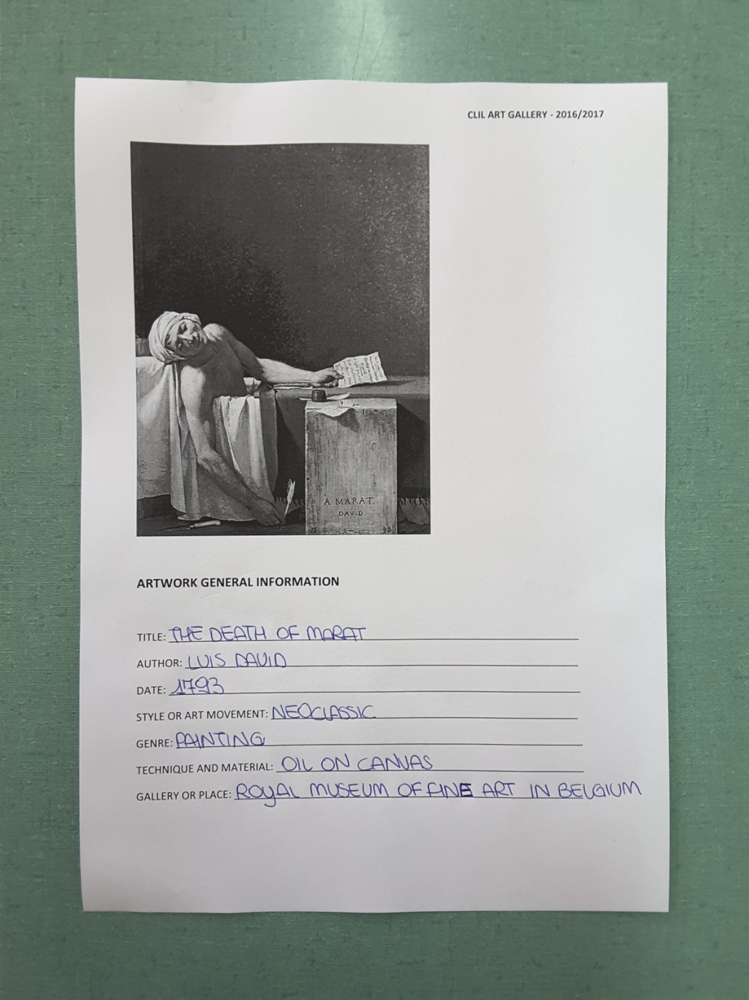 CLIL ART GALLERY - 2016/2017
À MARAT,
DAVID.
ARTWORK GENERAL INFORMATION
TITLE: THE DEATH OF MARAT
AUTHOR: LUIS DAVID
DATE: 1793
STYLE OR ART MOVEMENT: NEOCLASSIC
GENRE: PAINTING
TECHNIQUE AND MATERIAL: OIL ON CANVAS
GALLERY OR PLACE: ROYAL MUSEUM OF FINE ART IN BELGIUM